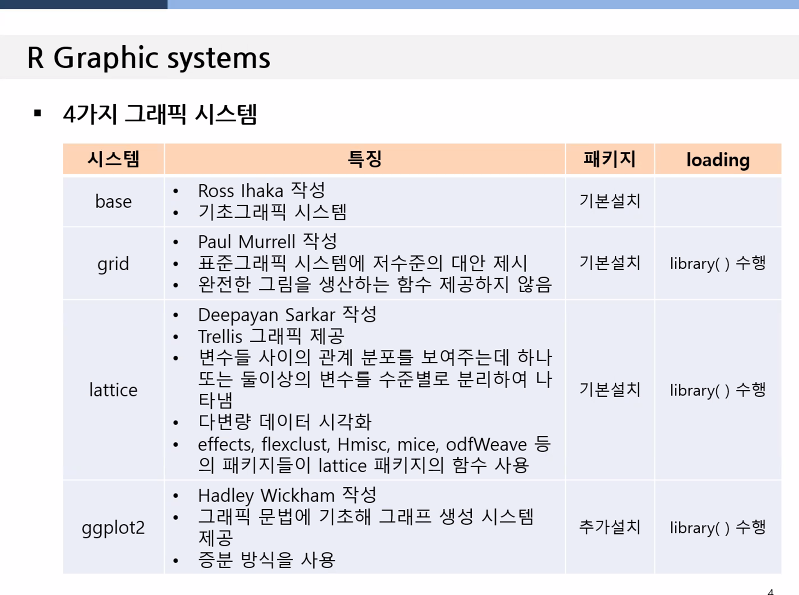 R Graphic systems
▪ 4가지 그래픽 시스템
시스템 특징 패키지 loading
base
• Ross Ihaka 작성
• 기초그래픽 시스템
기본설치
grid
• Paul Murrell 작성
• 표준그래픽 시스템에 저수준의 대안 제시
• 완전한 그림을 생산하는 함수 제공하지 않음
기본설치
library( ) 수행
lattice
• Deepayan Sarkar 작성
• Trellis 그래픽 제공
• 변수들 사이의 관계 분포를 보여주는데 하나
또는 둘이상의 변수를 수준별로 분리하여 나
타냄
• 다변량 데이터 시각화
• effects, flexclust, Hmisc, mice, odfWeave 등
의 패키지들이 lattice 패키지의 함수 사용
기본설치
library( ) 수행
ggplot2
• Hadley Wickham 작성
• 그래픽 문법에 기초해 그래프 생성 시스템
제공
• 증분 방식을 사용
추가설치
library( ) 수행
4